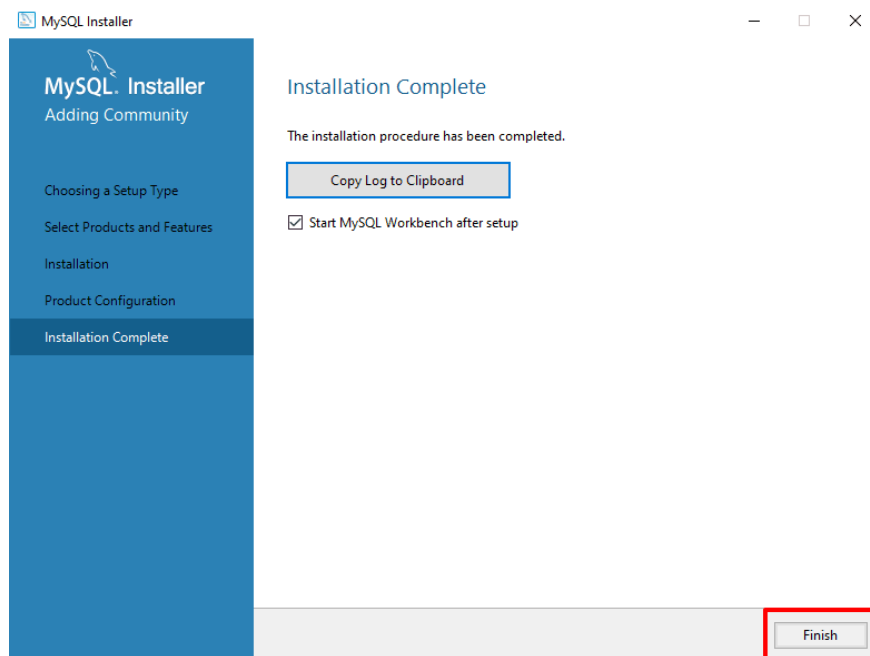 MySQL Installer
MySQL. Installer
Adding Community
Choosing a Setup Type
Select Products and Features
Installation
Product Configuration
Installation Complete
Installation Complete
The installation procedure has been completed.
Copy Log to Clipboard
Start MySQL Workbench after setup
Finish